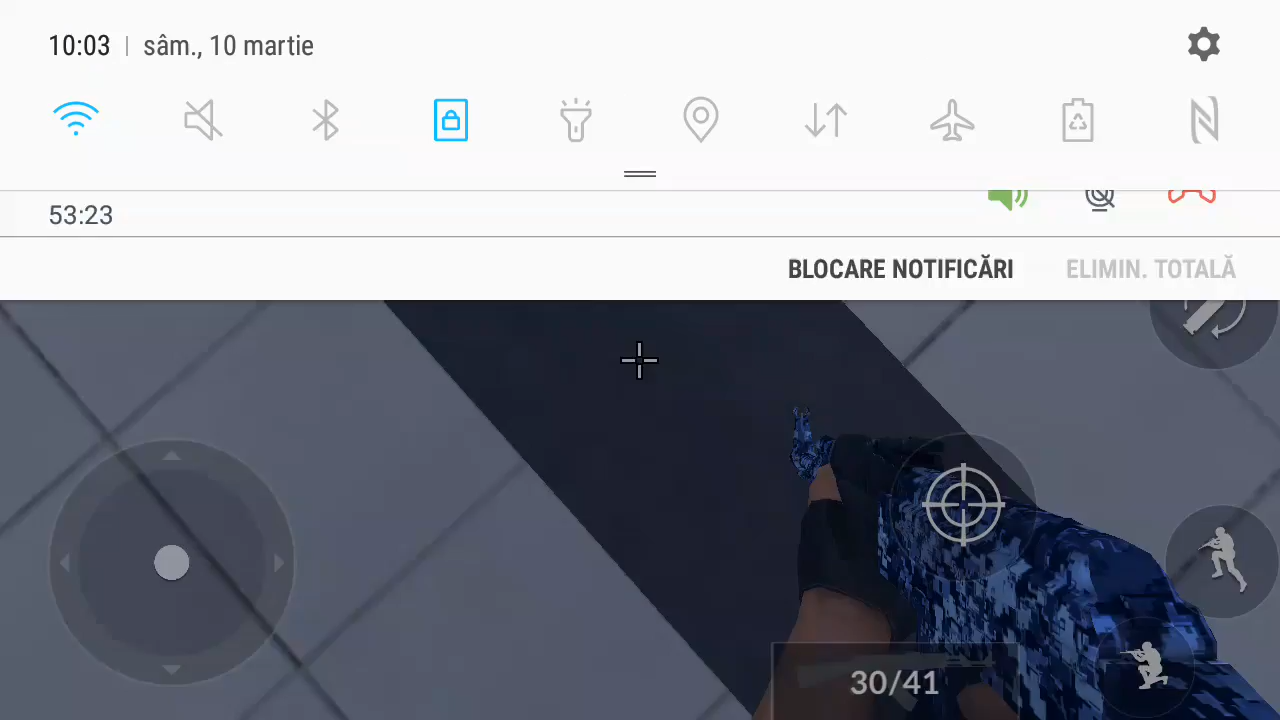 10:03 | sâm., 10 martie
53:23
BLOCARE NOTIFICĂRI ELIMIN. TOTALĂ
30/41